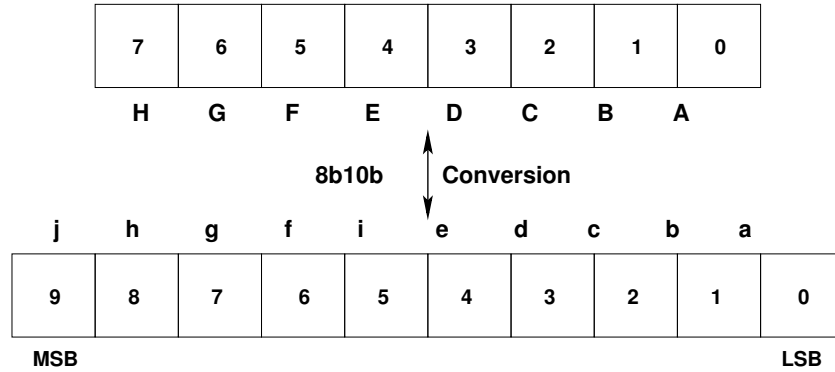 7 6 5 4 3 2 1 0
H G F E D C B A
8b10b Conversion
j h g f i e d c b a
9 8 7 6 5 4 3 2 1 0
MSB LSB